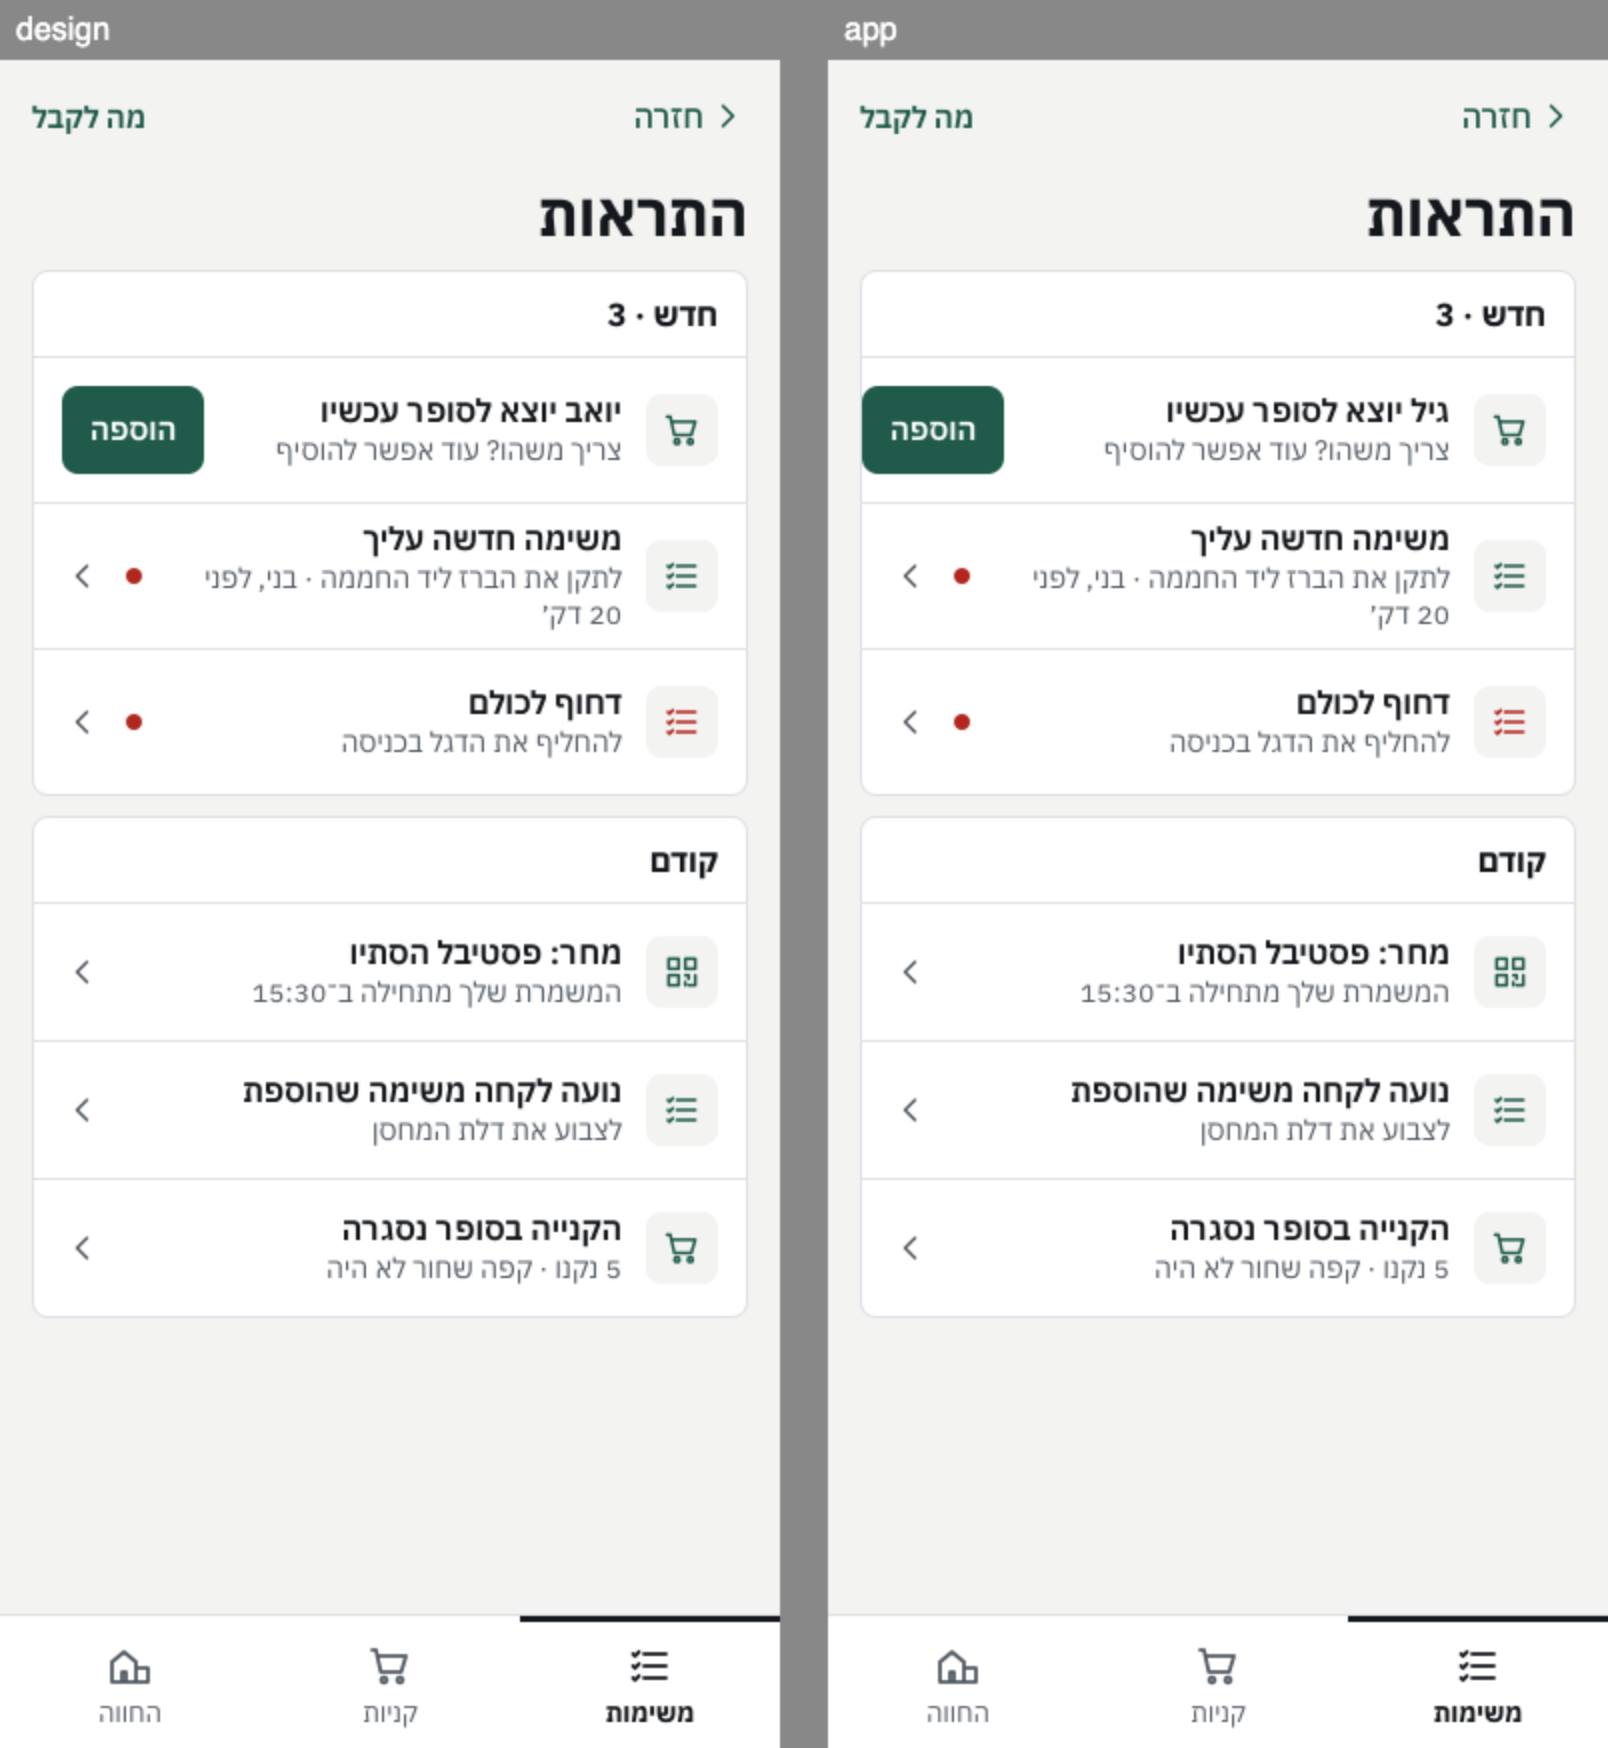 design
חזרה
מה לקבל
התראות
חדש · 3
יואב יוצא לסופר עכשיו
צריך משהו? עוד אפשר להוסיף
הוספה
משימה חדשה עליך
לתקן את הברז ליד החממה · בני, לפני
20 דק׳
דחוף לכולם
להחליף את הדגל בכניסה
קודם
מחר: פסטיבל הסתיו
המשמרת שלך מתחילה ב־15:30
נועה לקחה משימה שהוספת
לצבוע את דלת המחסן
הקנייה בסופר נסגרה
5 נקנו · קפה שחור לא היה
משימות
קניות
החווה
app
חזרה
מה לקבל
התראות
חדש · 3
גיל יוצא לסופר עכשיו
צריך משהו? עוד אפשר להוסיף
הוספה
משימה חדשה עליך
לתקן את הברז ליד החממה · בני, לפני
20 דק׳
דחוף לכולם
להחליף את הדגל בכניסה
קודם
מחר: פסטיבל הסתיו
המשמרת שלך מתחילה ב־15:30
נועה לקחה משימה שהוספת
לצבוע את דלת המחסן
הקנייה בסופר נסגרה
5 נקנו · קפה שחור לא היה
משימות
קניות
החווה